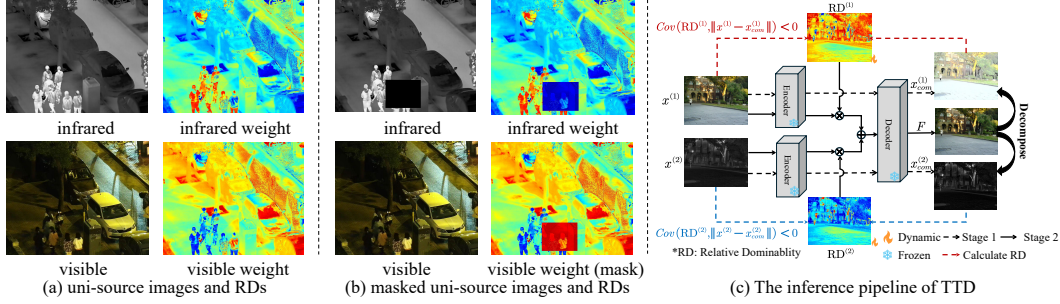 infrared
infrared weight
visible
visible weight
(a) uni-source images and RDs
infrared
infrared weight
visible
visible weight (mask)
(b) masked uni-source images and RDs
RD(1)
Cov(RD(1),‖x(1) − x(1)com‖) < 0
x(1)
Encoder
x(1)com
Decoder
F
Decompose
x(2)
Encoder
x(2)com
Cov(RD(2),‖x(2) − x(2)com‖) < 0
RD(2)
*RD: Relative Dominability
Dynamic
Stage 1
Stage 2
Frozen
Calculate RD
(c) The inference pipeline of TTD